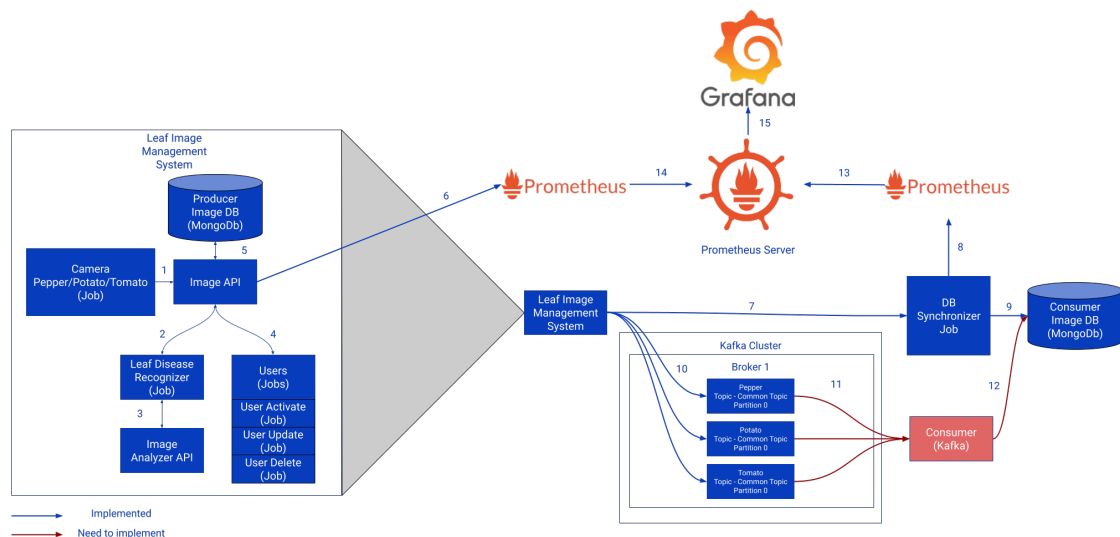 Grafana
15
Leaf Image
Management
System
6
Prometheus
14
13
Prometheus
Producer
Image DB
(MongoDb)
Prometheus Server
5
8
Camera
Pepper/Potato/Tomato
(Job)
1
Image API
Leaf Image
Management
System
7
DB
Synchronizer
Job
9
Consumer
Image DB
(MongoDb)
2
4
Kafka Cluster
Leaf Disease
Recognizer
(Job)
Users
(Jobs)
10
Broker 1
Pepper
Topic - Common Topic
Partition 0
11
12
3
User Activate
(Job)
Potato
Topic - Common Topic
Partition 0
Consumer
(Kafka)
Image
Analyzer API
User Update
(Job)
User Delete
(Job)
Tomato
Topic - Common Topic
Partition 0
Implemented
Need to implement